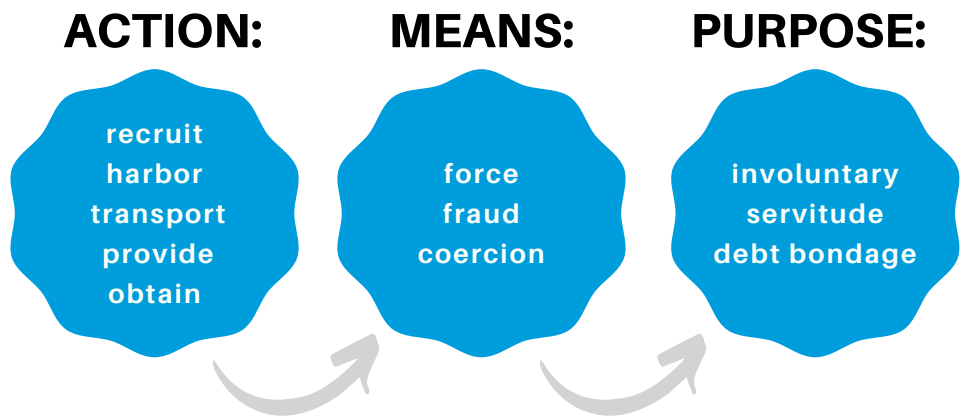 ACTION:
recruit
harbor
transport
provide
obtain
MEANS:
force
fraud
coercion
PURPOSE:
involuntary
servitude
debt bondage